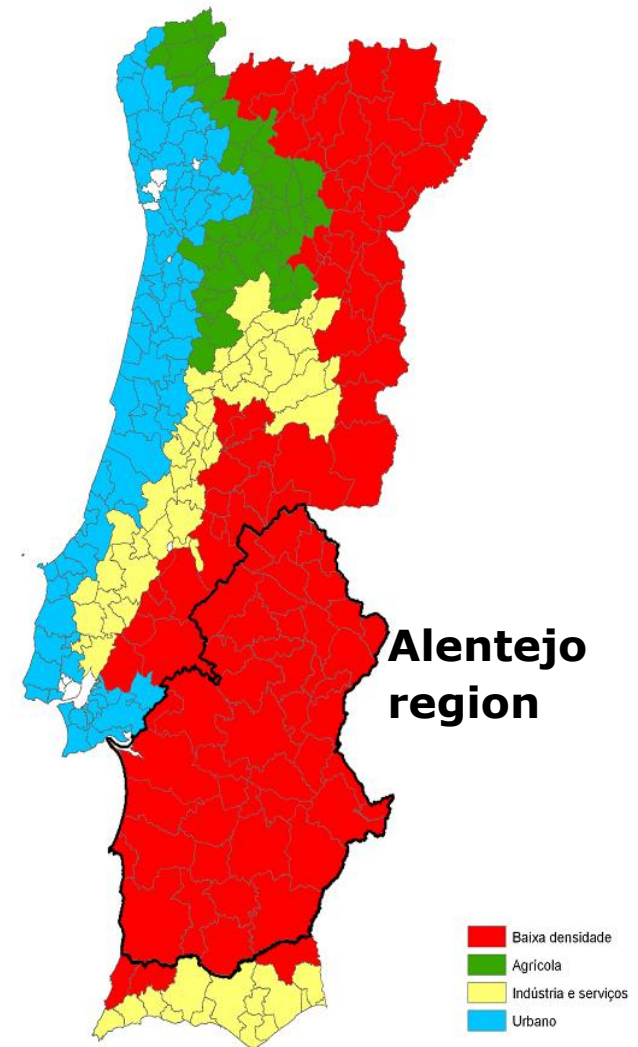 Alentejo
region
Baixa densidade
Agrícola
Indústria e serviços
Urbano